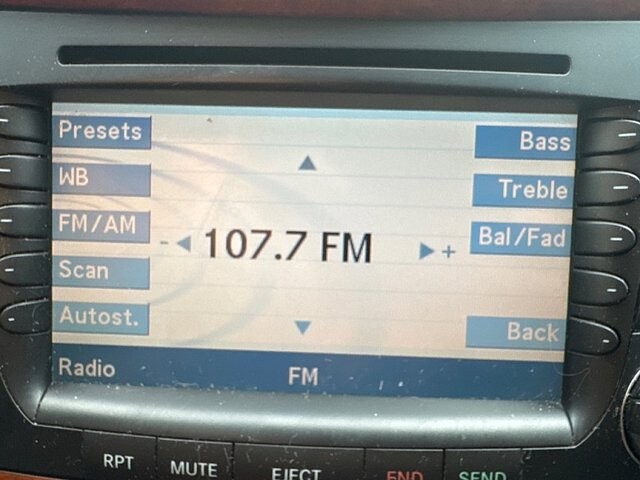 Presets
WB
FM/AM
Scan
Autost.
- 107.7 FM +
Bass
Treble
Bal/Fad
Back
Radio
FM
RPT
MUTE
EJECT
END
SEND